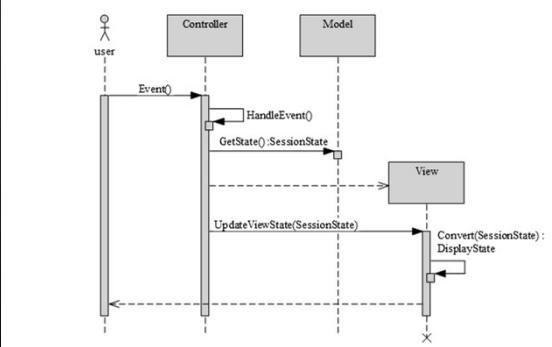 Controller
Model
user
Event()
HandleEvent()
GetState() :SessionState
View
UpdateViewState(SessionState)
Convert(SessionState) :
DisplayState